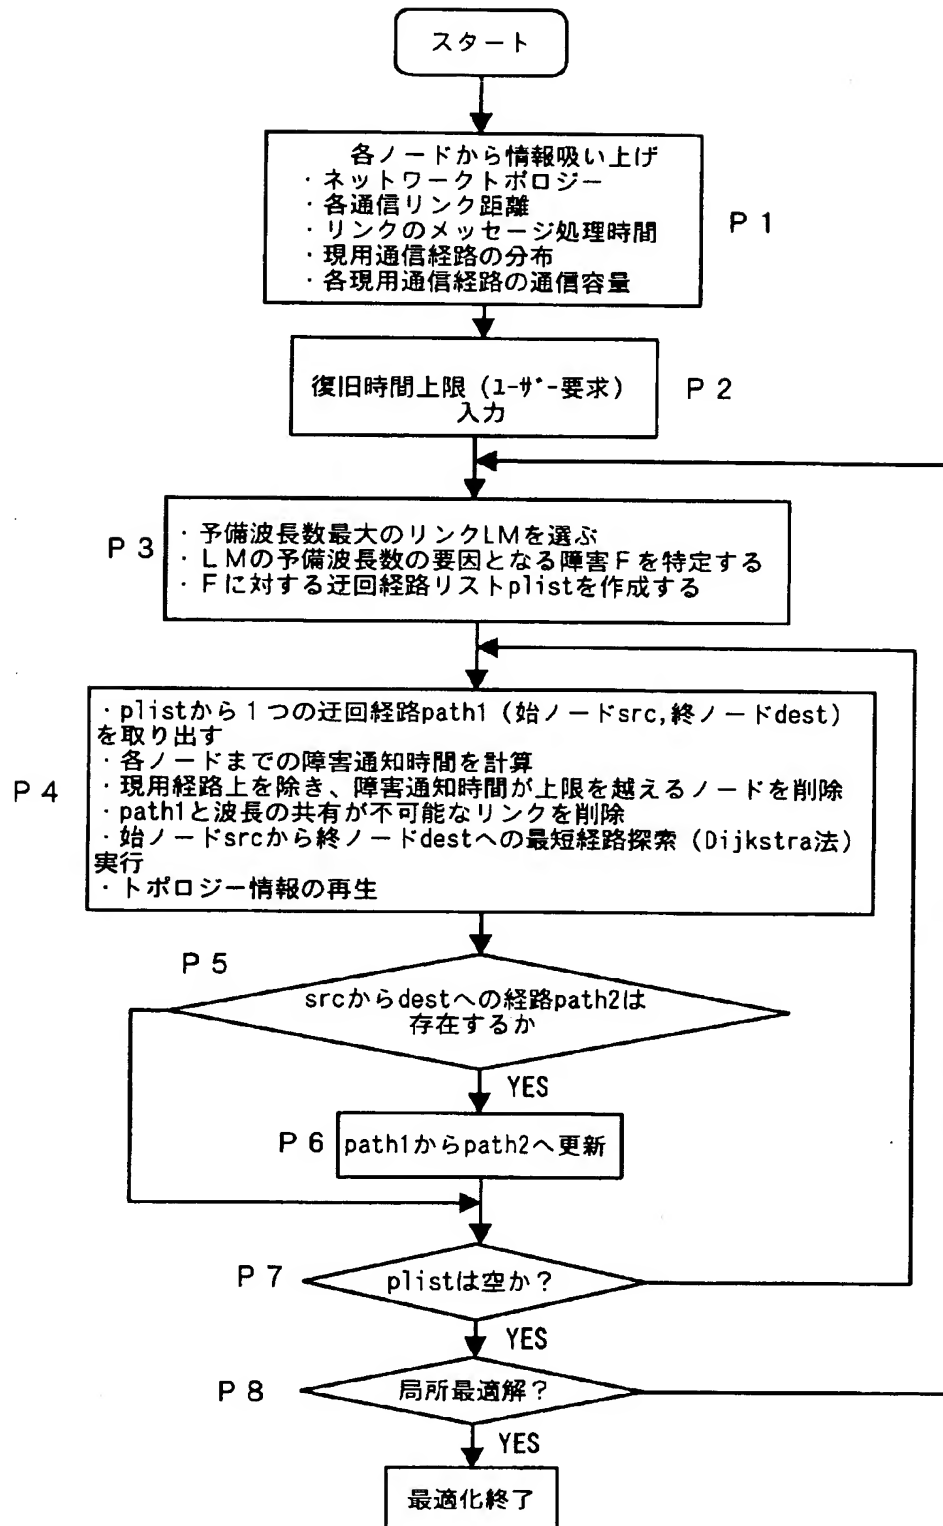 スタート
各ノードから情報吸い上げ
・ネットワークトポロジー
・各通信リンク距離
・リンクのメッセージ処理時間
・現用通信経路の分布
・各現用通信経路の通信容量
P 1
復旧時間上限（ﾕｰｻﾞｰ要求）
入力
P 2
P 3
・予備波長数最大のリンクLMを選ぶ
・LMの予備波長数の要因となる障害Fを特定する
・Fに対する迂回経路リストplistを作成する
P 4
・plistから１つの迂回経路path1（始ノードsrc,終ノードdest）
を取り出す
・各ノードまでの障害通知時間を計算
・現用経路上を除き、障害通知時間が上限を越えるノードを削除
・path1と波長の共有が不可能なリンクを削除
・始ノードsrcから終ノードdestへの最短経路探索（Dijkstra法）
実行
・トポロジー情報の再生
P 5
srcからdestへの経路path2は
存在するか
YES
P 6
path1からpath2へ更新
P 7
plistは空か？
YES
P 8
局所最適解？
YES
最適化終了